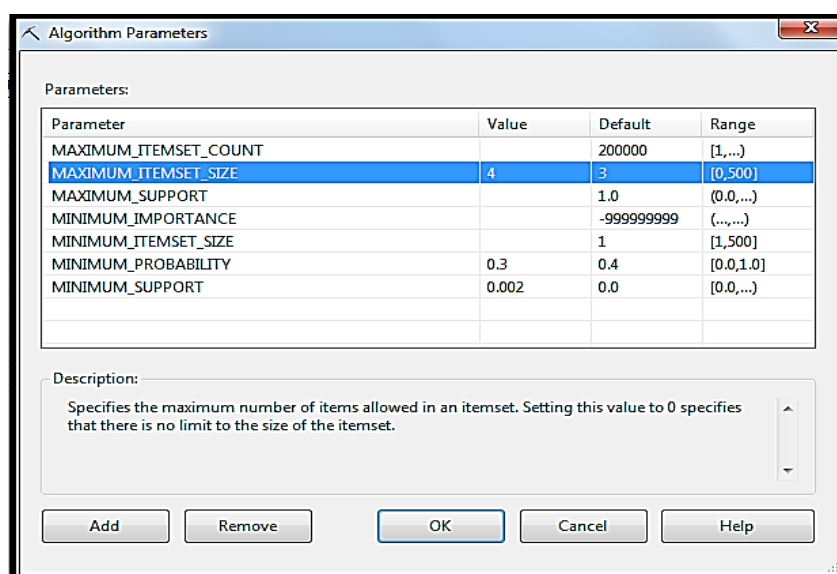 Algorithm Parameters
Parameters:
Parameter Value Default Range
MAXIMUM_ITEMSET_COUNT 200000 [1,...)
MAXIMUM_ITEMSET_SIZE 4 3 [0,500]
MAXIMUM_SUPPORT 1.0 (0.0,...)
MINIMUM_IMPORTANCE -999999999 (...,...)
MINIMUM_ITEMSET_SIZE 1 [1,500]
MINIMUM_PROBABILITY 0.3 0.4 [0.0,1.0]
MINIMUM_SUPPORT 0.002 0.0 [0.0,...)
Description:
Specifies the maximum number of items allowed in an itemset. Setting this value to 0 specifies
that there is no limit to the size of the itemset.
Add Remove OK Cancel Help